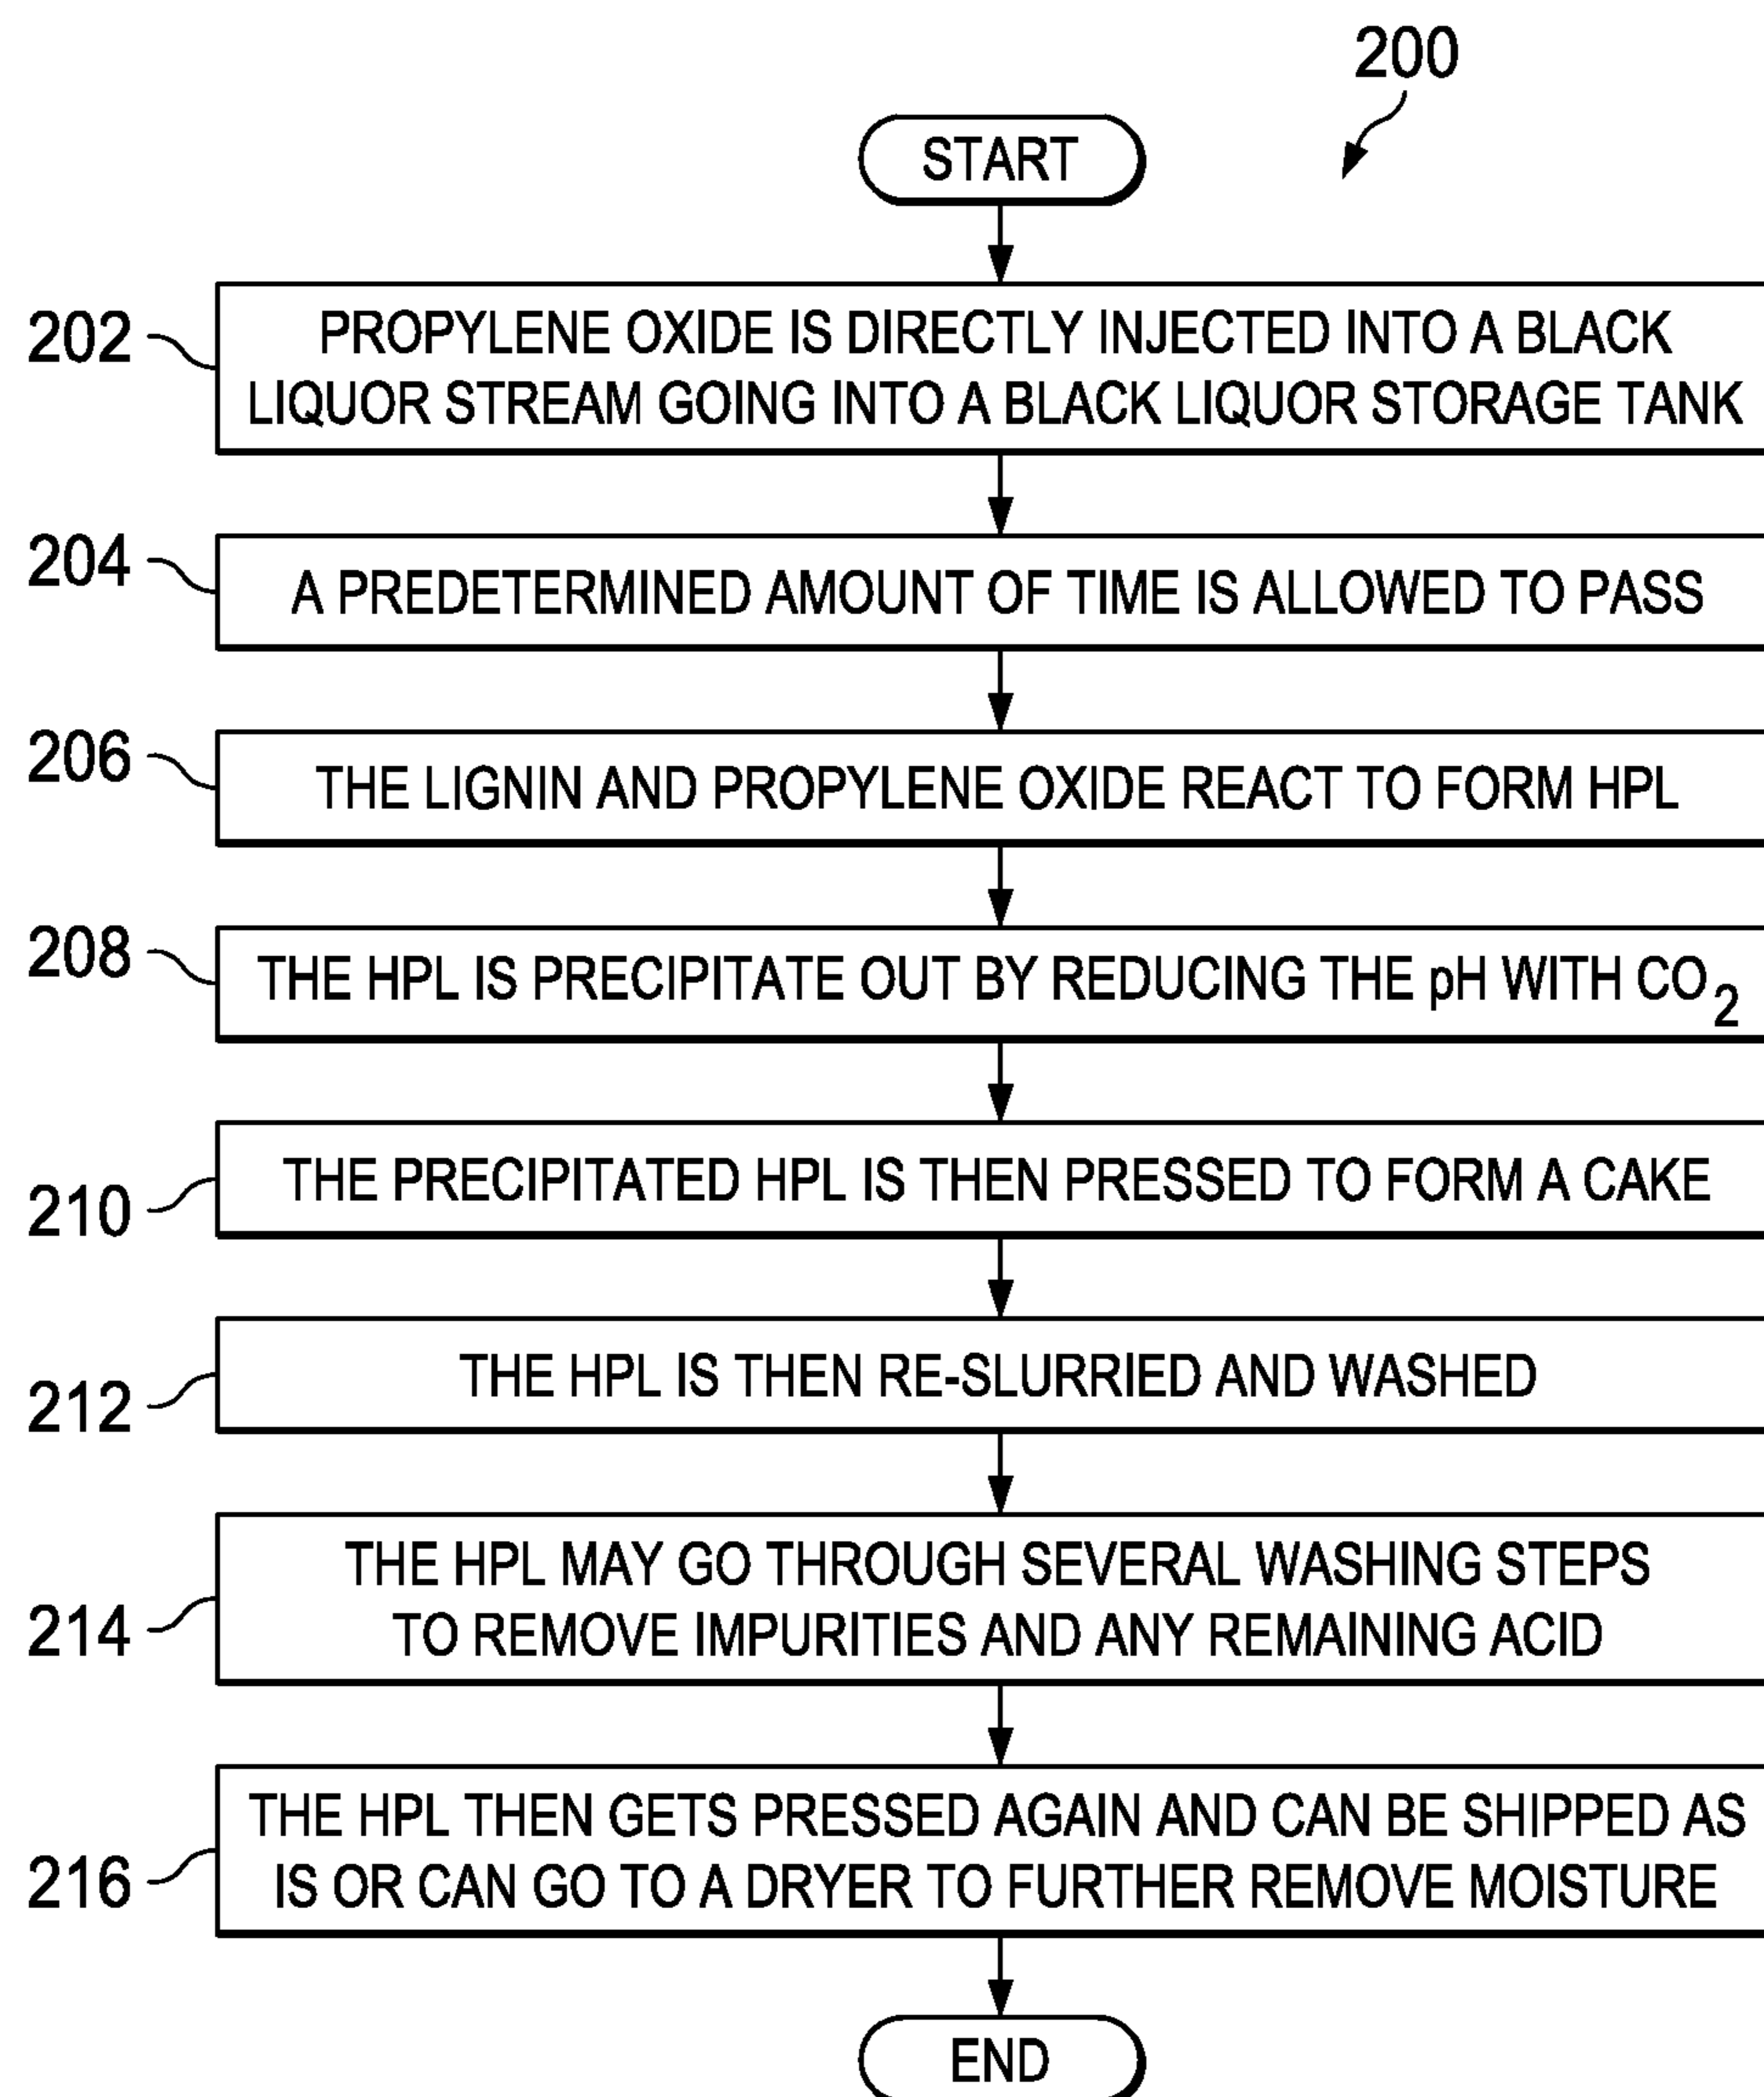 200
START
202
PROPYLENE OXIDE IS DIRECTLY INJECTED INTO A BLACK
LIQUOR STREAM GOING INTO A BLACK LIQUOR STORAGE TANK
204
A PREDETERMINED AMOUNT OF TIME IS ALLOWED TO PASS
206
THE LIGNIN AND PROPYLENE OXIDE REACT TO FORM HPL
208
THE HPL IS PRECIPITATE OUT BY REDUCING THE pH WITH CO₂
210
THE PRECIPITATED HPL IS THEN PRESSED TO FORM A CAKE
212
THE HPL IS THEN RE-SLURRIED AND WASHED
214
THE HPL MAY GO THROUGH SEVERAL WASHING STEPS
TO REMOVE IMPURITIES AND ANY REMAINING ACID
216
THE HPL THEN GETS PRESSED AGAIN AND CAN BE SHIPPED AS
IS OR CAN GO TO A DRYER TO FURTHER REMOVE MOISTURE
END